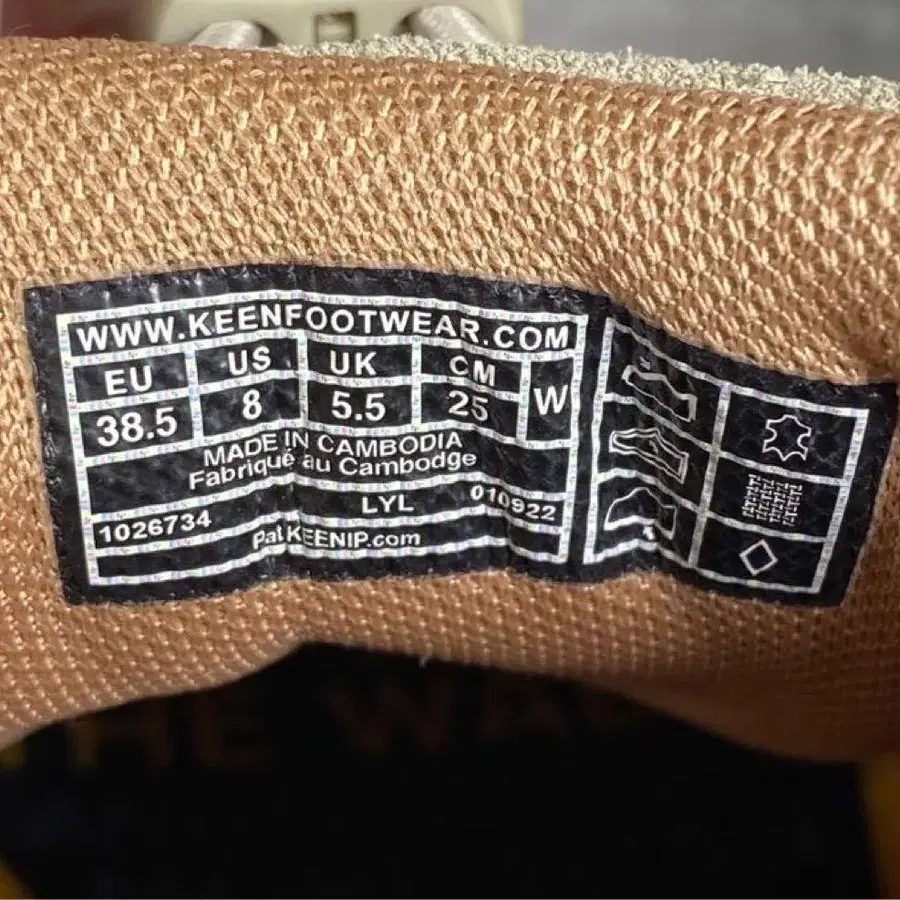 WWW.KEENFOOTWEAR.COM
EU US UK CM W
38.5 8 5.5 25
MADE IN CAMBODIA
Fabriqué au Cambodge
1026734 LYL 010922
Pat KEENIP.com
THE